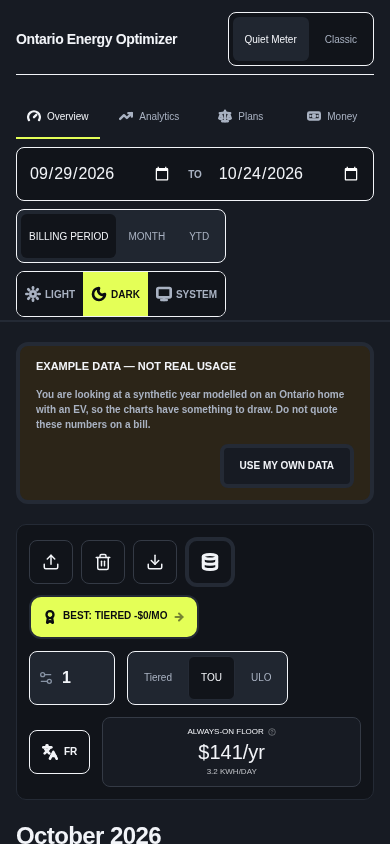 Ontario Energy Optimizer
Quiet Meter Classic
Overview Analytics Plans Money
09/29/2026 TO 10/24/2026
BILLING PERIOD MONTH YTD
LIGHT DARK SYSTEM
EXAMPLE DATA — NOT REAL USAGE
You are looking at a synthetic year modelled on an Ontario home
with an EV, so the charts have something to draw. Do not quote
these numbers on a bill.
USE MY OWN DATA
BEST: TIERED -$0/MO →
1 Tiered TOU ULO
ALWAYS-ON FLOOR
FR $141/yr
3.2 KWH/DAY
October 2026